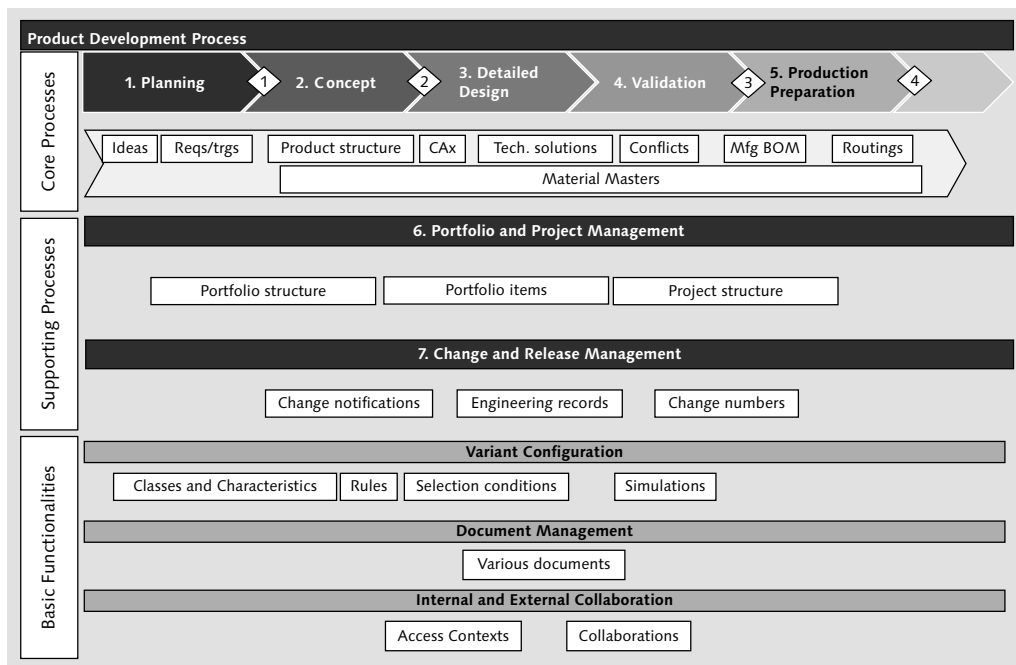 Product Development Process
Core Processes
1. Planning
1
2. Concept
2
3. Detailed
Design
4. Validation
3
5. Production
Preparation
4
Ideas
Reqs/trgs
Product structure
CAx
Tech. solutions
Conflicts
Mfg BOM
Routings
Material Masters
Supporting Processes
6. Portfolio and Project Management
Portfolio structure
Portfolio items
Project structure
7. Change and Release Management
Change notifications
Engineering records
Change numbers
Basic Functionalities
Variant Configuration
Classes and Characteristics
Rules
Selection conditions
Simulations
Document Management
Various documents
Internal and External Collaboration
Access Contexts
Collaborations